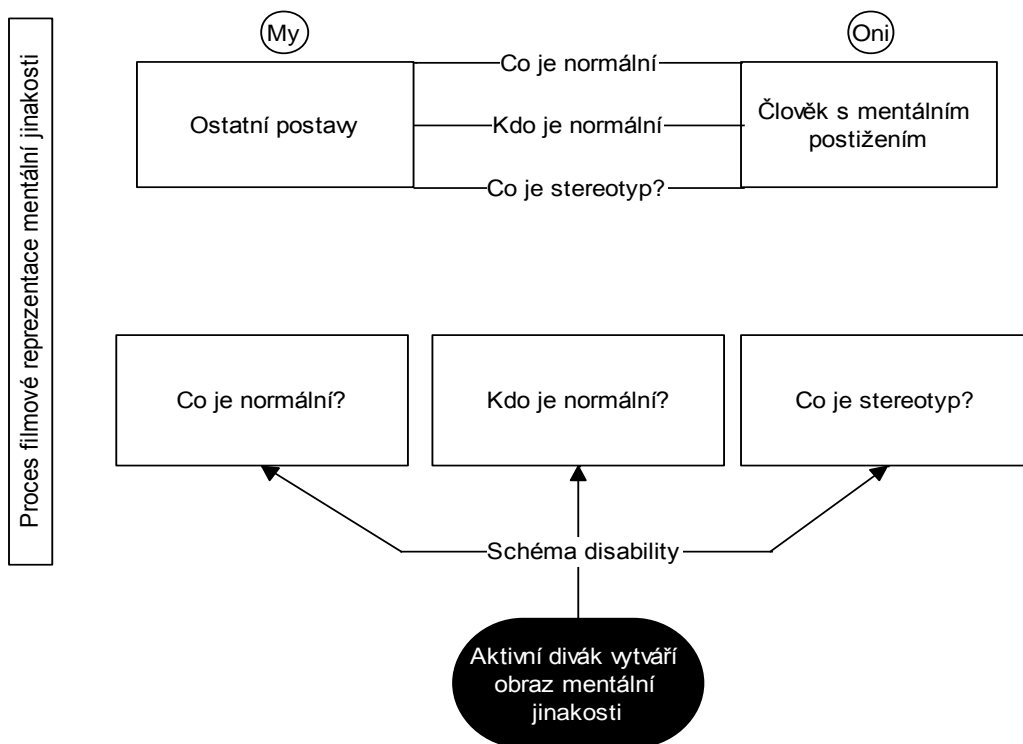 Proces filmové reprezentace mentální jinakosti
My
Oni
Ostatní postavy
Co je normální
Kdo je normální
Co je stereotyp?
Člověk s mentálním
postižením
Co je normální?
Kdo je normální?
Co je stereotyp?
Schéma disability
Aktivní divák vytváří
obraz mentální
jinakosti